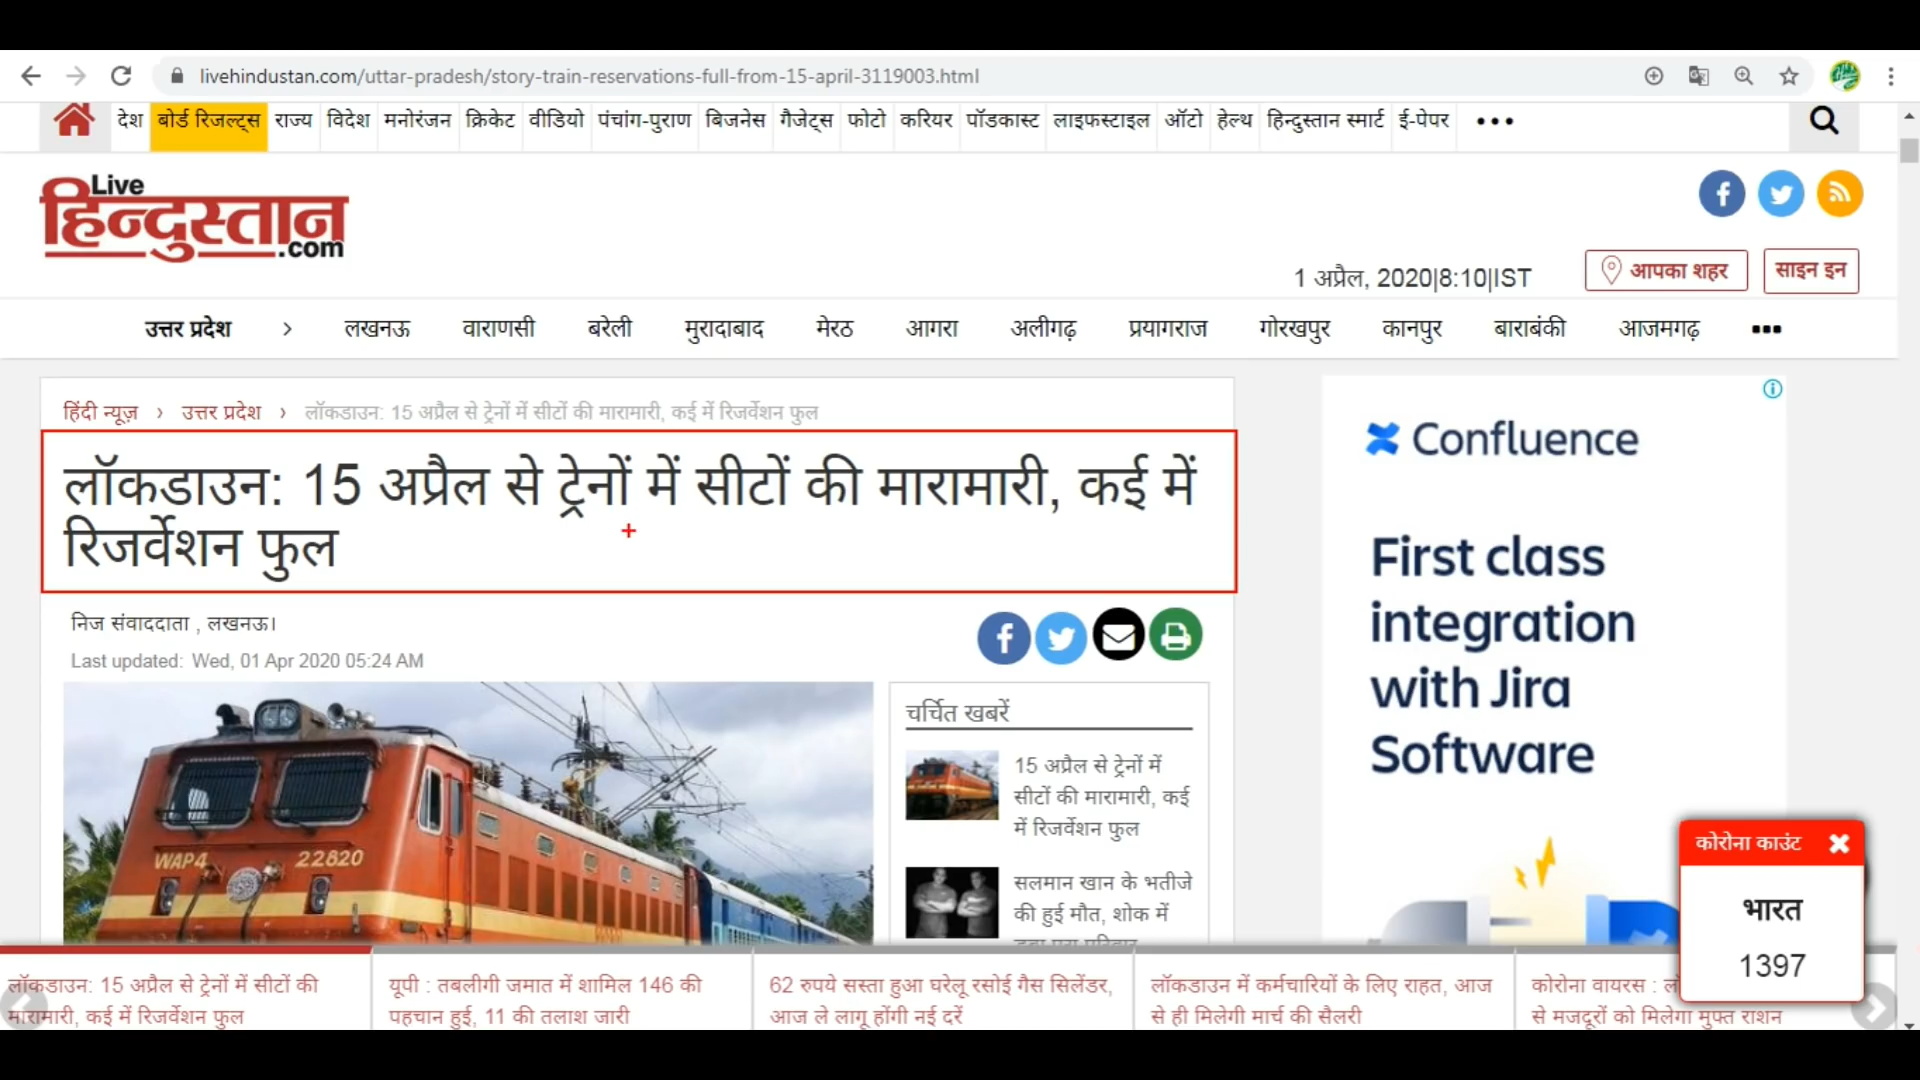 livehindustan.com/uttar-pradesh/story-train-reservations-full-from-15-april-3119003.html
देश बोर्ड रिजल्ट्स राज्य विदेश मनोरंजन क्रिकेट वीडियो पंचांग-पुराण बिजनेस गैजेट्स फोटो करियर पॉडकास्ट लाइफस्टाइल ऑटो हेल्थ हिन्दुस्तान स्मार्ट ई-पेपर
Live
हिन्दुस्तान
.com
1 अप्रैल, 2020|8:10|IST
आपका शहर
साइन इन
उत्तर प्रदेश > लखनऊ वाराणसी बरेली मुरादाबाद मेरठ आगरा अलीगढ़ प्रयागराज गोरखपुर कानपुर बाराबंकी आजमगढ़
हिंदी न्यूज़ › उत्तर प्रदेश › लॉकडाउन: 15 अप्रैल से ट्रेनों में सीटों की मारामारी, कई में रिजर्वेशन फुल
लॉकडाउन: 15 अप्रैल से ट्रेनों में सीटों की मारामारी, कई में
रिजर्वेशन फुल
निज संवाददाता , लखनऊ।
Last updated: Wed, 01 Apr 2020 05:24 AM
WAP4 22820
चर्चित खबरें
15 अप्रैल से ट्रेनों में
सीटों की मारामारी, कई
में रिजर्वेशन फुल
सलमान खान के भतीजे
की हुई मौत, शोक में
Confluence
First class
integration
with Jira
Software
कोरोना काउंट
भारत
1397
लॉकडाउन: 15 अप्रैल से ट्रेनों में सीटों की
मारामारी, कई में रिजर्वेशन फुल
यूपी : तबलीगी जमात में शामिल 146 की
पहचान हुई, 11 की तलाश जारी
62 रुपये सस्ता हुआ घरेलू रसोई गैस सिलेंडर,
आज ले लागू होंगी नई दरें
लॉकडाउन में कर्मचारियों के लिए राहत, आज
से ही मिलेगी मार्च की सैलरी
कोरोना वायरस :
से मजदूरों को मिलेगा मुफ्त राशन